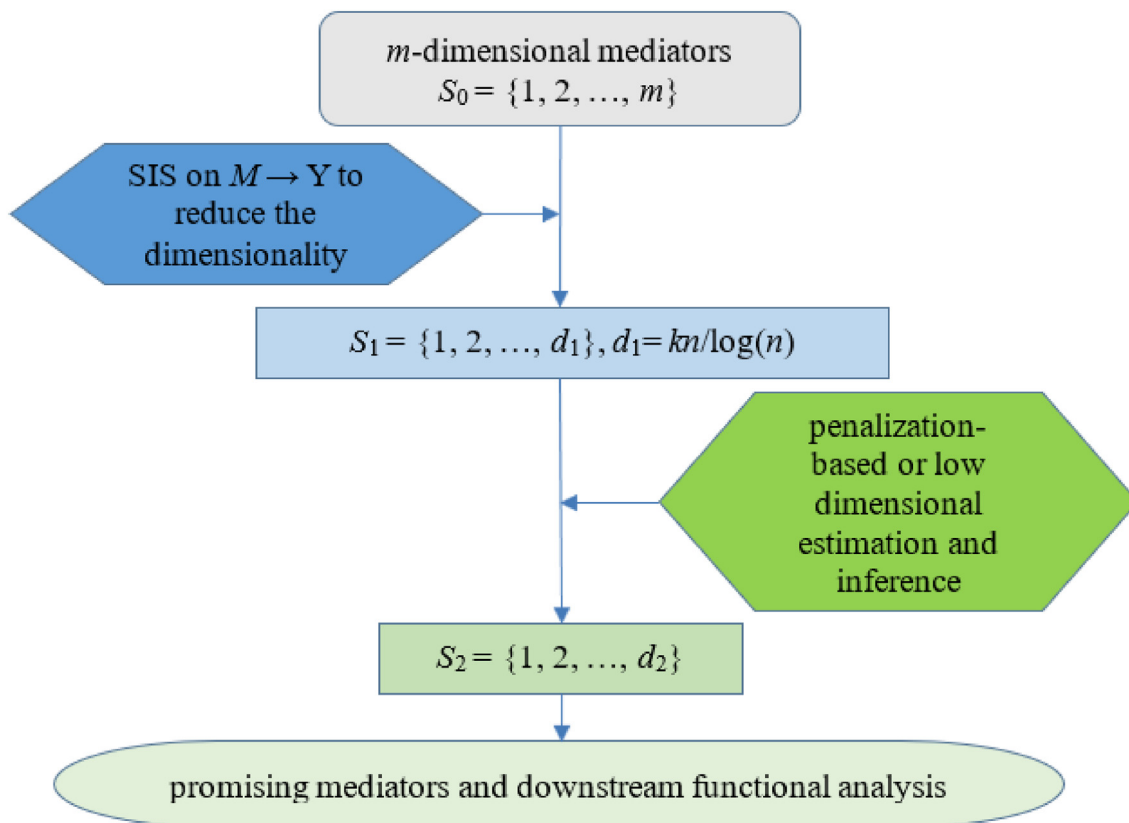 m-dimensional mediators
S₀ = {1, 2, …, m}
SIS on M → Y to
reduce the
dimensionality
S₁ = {1, 2, …, d₁}, d₁= kn/log(n)
penalization-
based or low
dimensional
estimation and
inference
S₂ = {1, 2, …, d₂}
promising mediators and downstream functional analysis